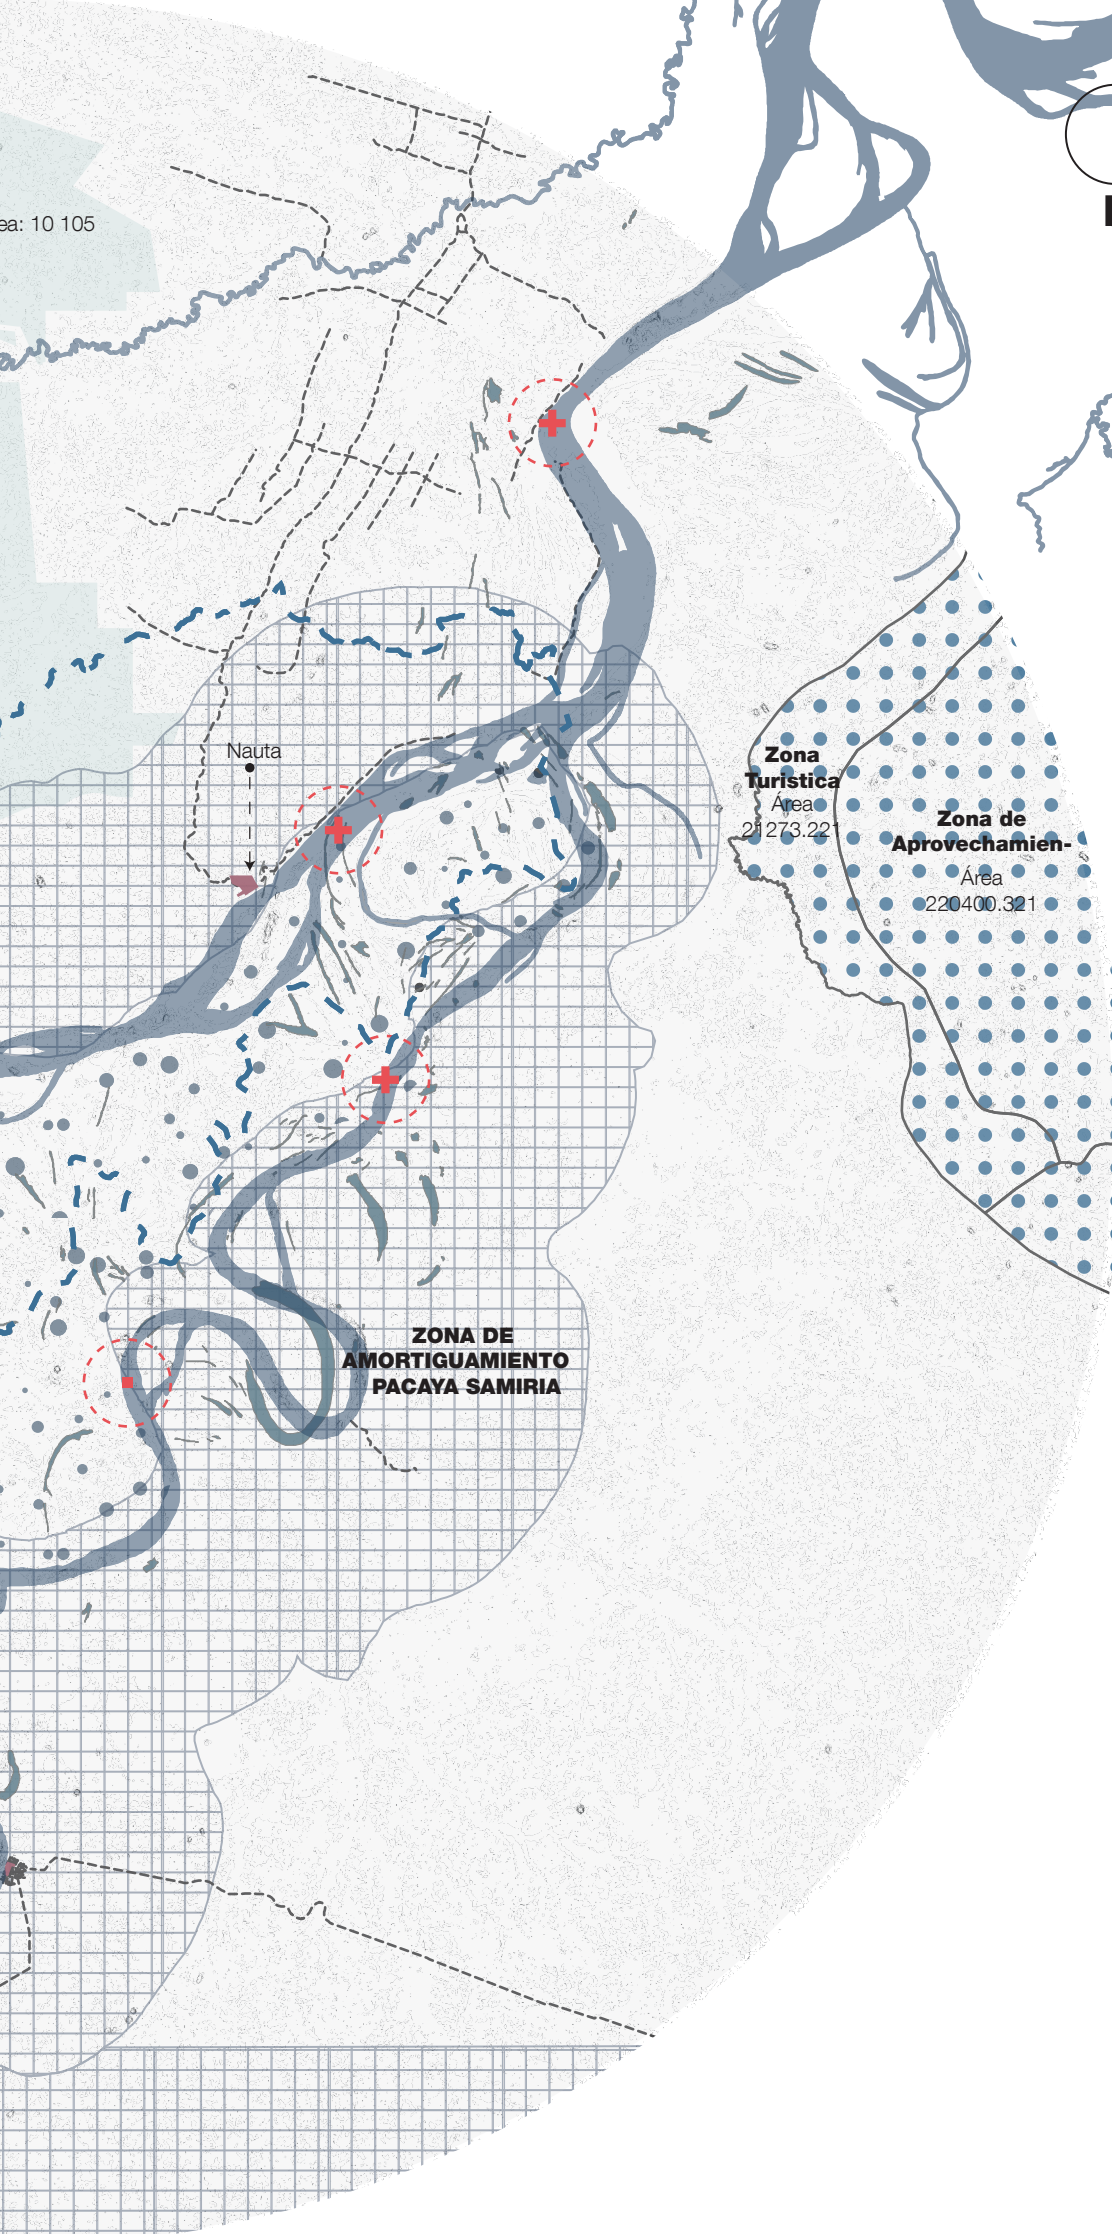 ea: 10 105
Nauta
Zona
Turistica
Área
21273.221
Zona de
Aprovechamien-
Área
220400.321
ZONA DE
AMORTIGUAMIENTO
PACAYA SAMIRIA